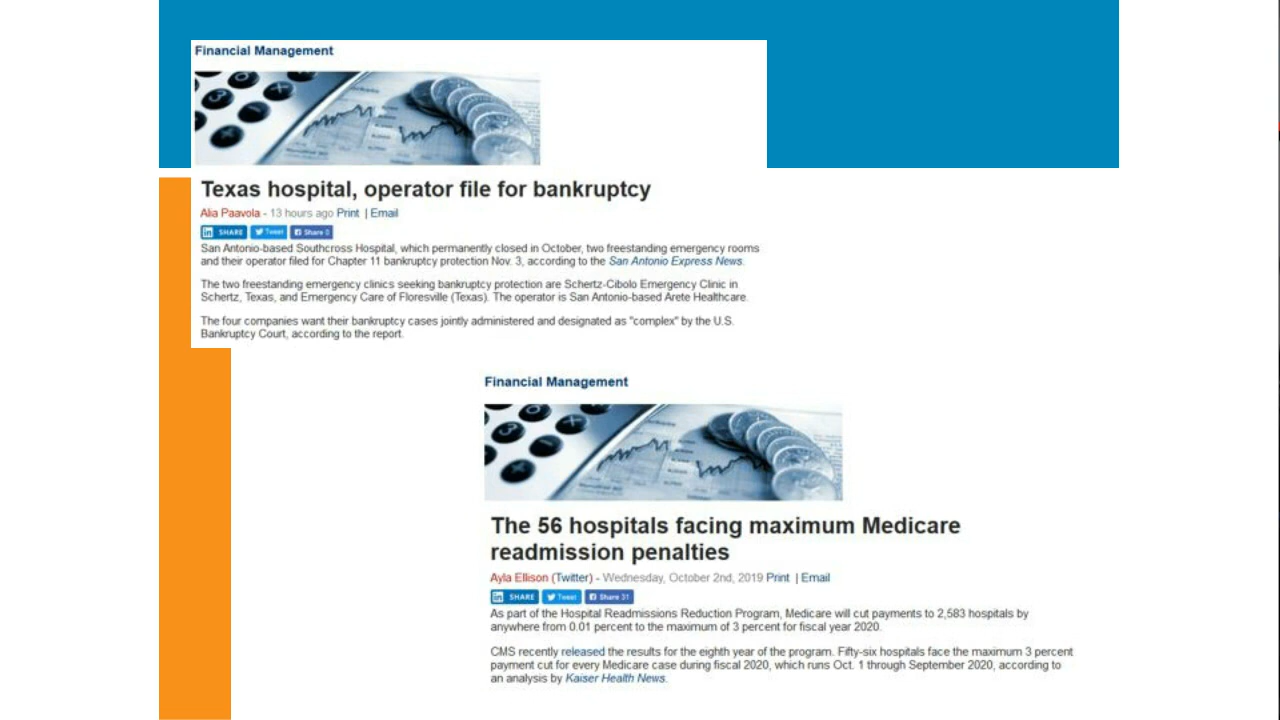 Financial Management
Texas hospital, operator file for bankruptcy
Alia Paavola - 13 hours ago Print | Email
in SHARE Tweet Share 0
San Antonio-based Southcross Hospital, which permanently closed in October, two freestanding emergency rooms
and their operator filed for Chapter 11 bankruptcy protection Nov. 3, according to the San Antonio Express News.
The two freestanding emergency clinics seeking bankruptcy protection are Schertz-Cibolo Emergency Clinic in
Schertz, Texas, and Emergency Care of Floresville (Texas). The operator is San Antonio-based Arete Healthcare.
The four companies want their bankruptcy cases jointly administered and designated as "complex" by the U.S.
Bankruptcy Court, according to the report.
Financial Management
The 56 hospitals facing maximum Medicare
readmission penalties
Ayla Ellison (Twitter) - Wednesday, October 2nd, 2019 Print | Email
in SHARE Tweet Share 31
As part of the Hospital Readmissions Reduction Program, Medicare will cut payments to 2,583 hospitals by
anywhere from 0.01 percent to the maximum of 3 percent for fiscal year 2020.
CMS recently released the results for the eighth year of the program. Fifty-six hospitals face the maximum 3 percent
payment cut for every Medicare case during fiscal 2020, which runs Oct. 1 through September 2020, according to
an analysis by Kaiser Health News.